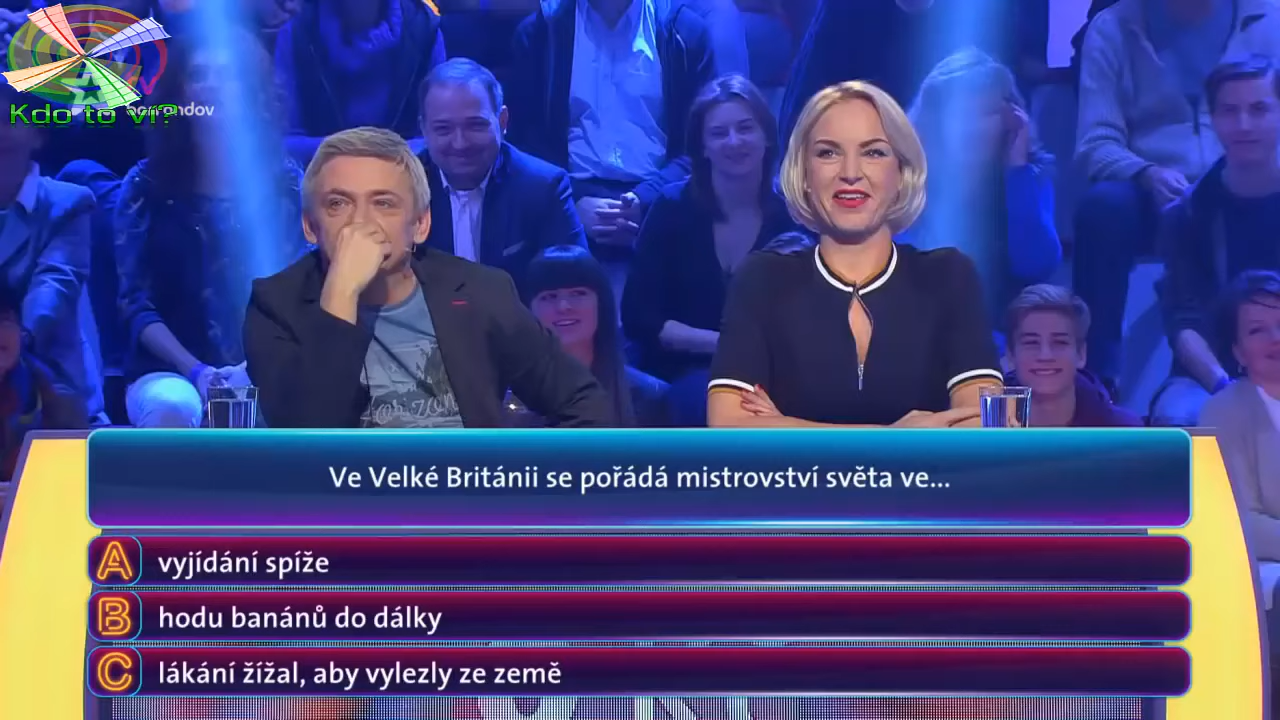 Kdo to ví?
Ve Velké Británii se pořádá mistrovství světa ve...
A vyjídání spíže
B hodu banánů do dálky
C lákání žížal, aby vylezly ze země